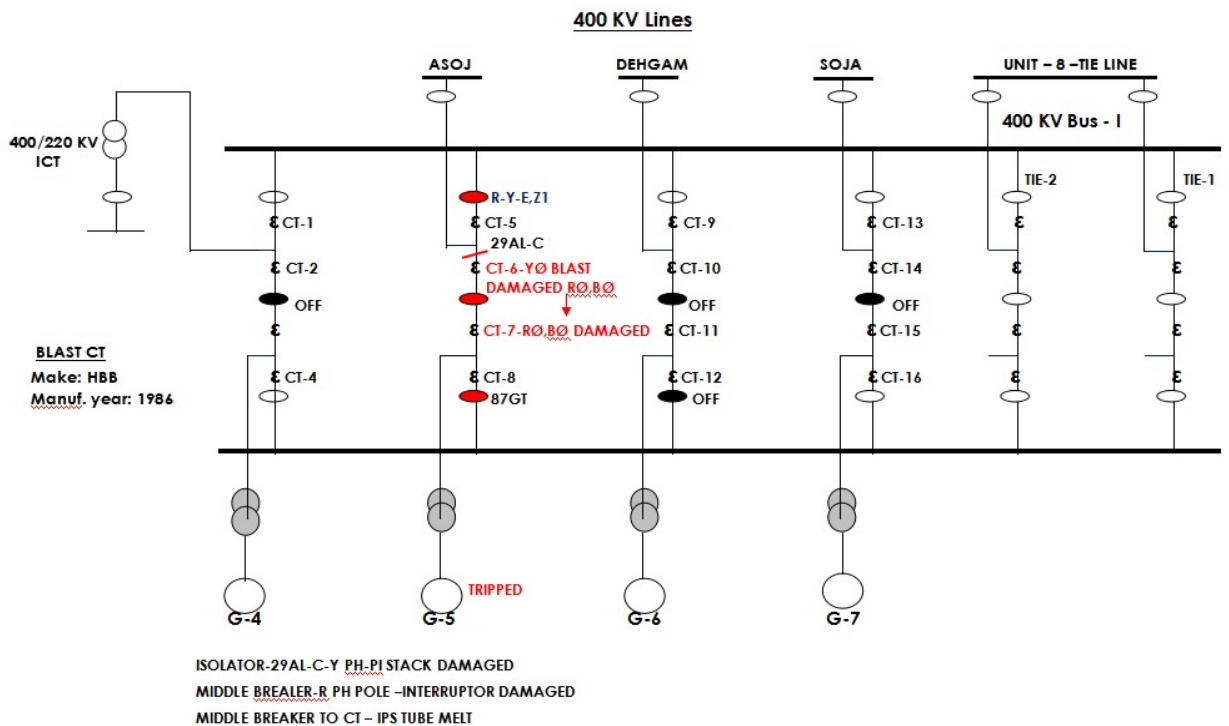 400 KV Lines
ASOJ
DEHGAM
SOJA
UNIT – 8 –TIE LINE
400 KV Bus - I
400/220 KV
ICT
R-Y-E,Z1
TIE-2
TIE-1
Ɛ CT-1
Ɛ CT-5
Ɛ CT-9
Ɛ CT-13
Ɛ
Ɛ
29AL-C
Ɛ CT-2
Ɛ CT-6-YØ BLAST
DAMAGED RØ,BØ
Ɛ CT-10
Ɛ CT-14
Ɛ
Ɛ
OFF
OFF
OFF
Ɛ
Ɛ CT-7-RØ,BØ DAMAGED
Ɛ CT-11
Ɛ CT-15
Ɛ
Ɛ
BLAST CT
Make: HBB
Manuf. year: 1986
Ɛ CT-4
Ɛ CT-8
Ɛ CT-12
Ɛ CT-16
Ɛ
Ɛ
87GT
OFF
TRIPPED
G-4
G-5
G-6
G-7
ISOLATOR-29AL-C-Y PH-PI STACK DAMAGED
MIDDLE BREALER-R PH POLE –INTERRUPTOR DAMAGED
MIDDLE BREAKER TO CT – IPS TUBE MELT